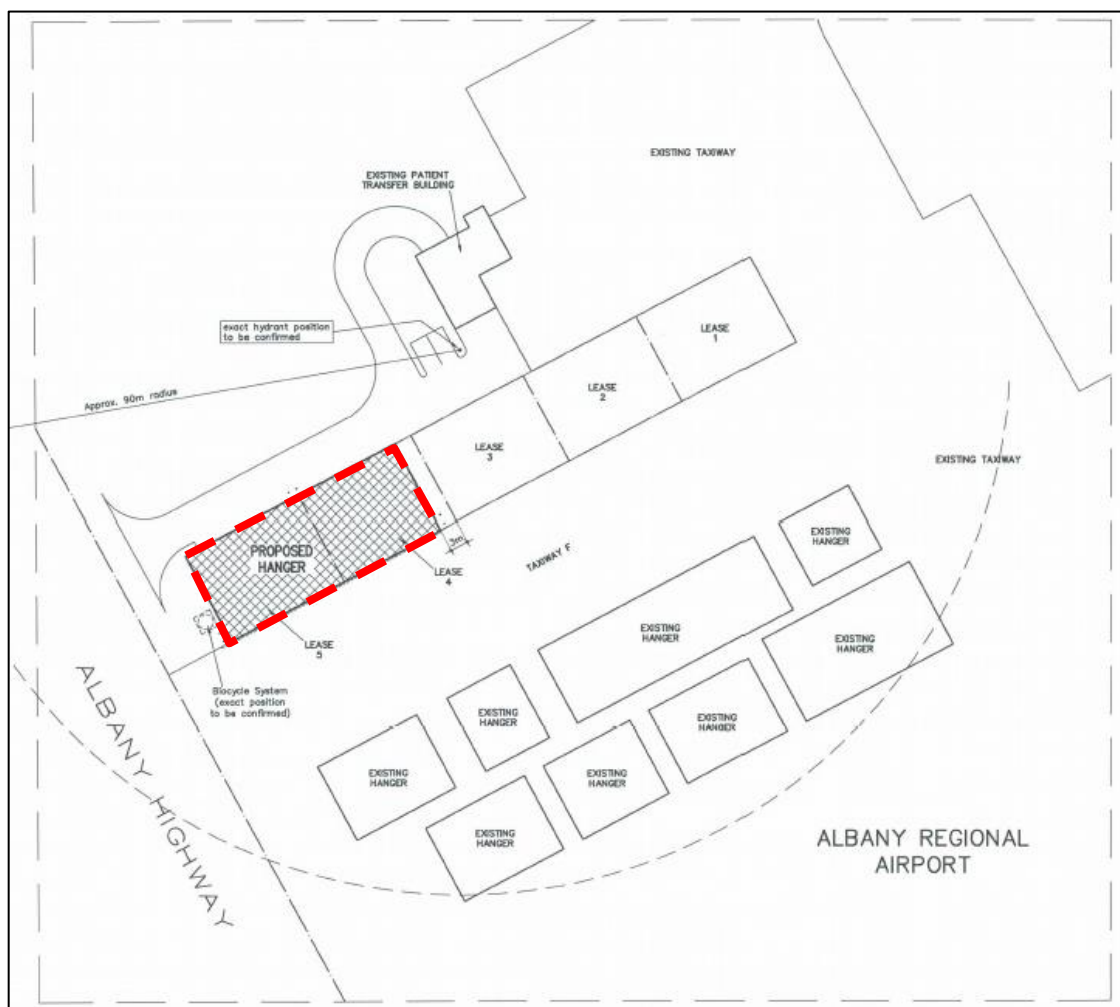 EXISTING TAXIWAY
EXISTING PATIENT
TRANSFER BUILDING
exact hydrant position
to be confirmed
Approx. 90m radius
LEASE
1
LEASE
2
LEASE
3
EXISTING TAXIWAY
PROPOSED
HANGER
3m
LEASE
4
TAXIWAY F
LEASE
5
Biocycle System
(exact position
to be confirmed)
ALBANY HIGHWAY
EXISTING
HANGER
EXISTING
HANGER
EXISTING
HANGER
EXISTING
HANGER
EXISTING
HANGER
EXISTING
HANGER
EXISTING
HANGER
EXISTING
HANGER
ALBANY REGIONAL
AIRPORT